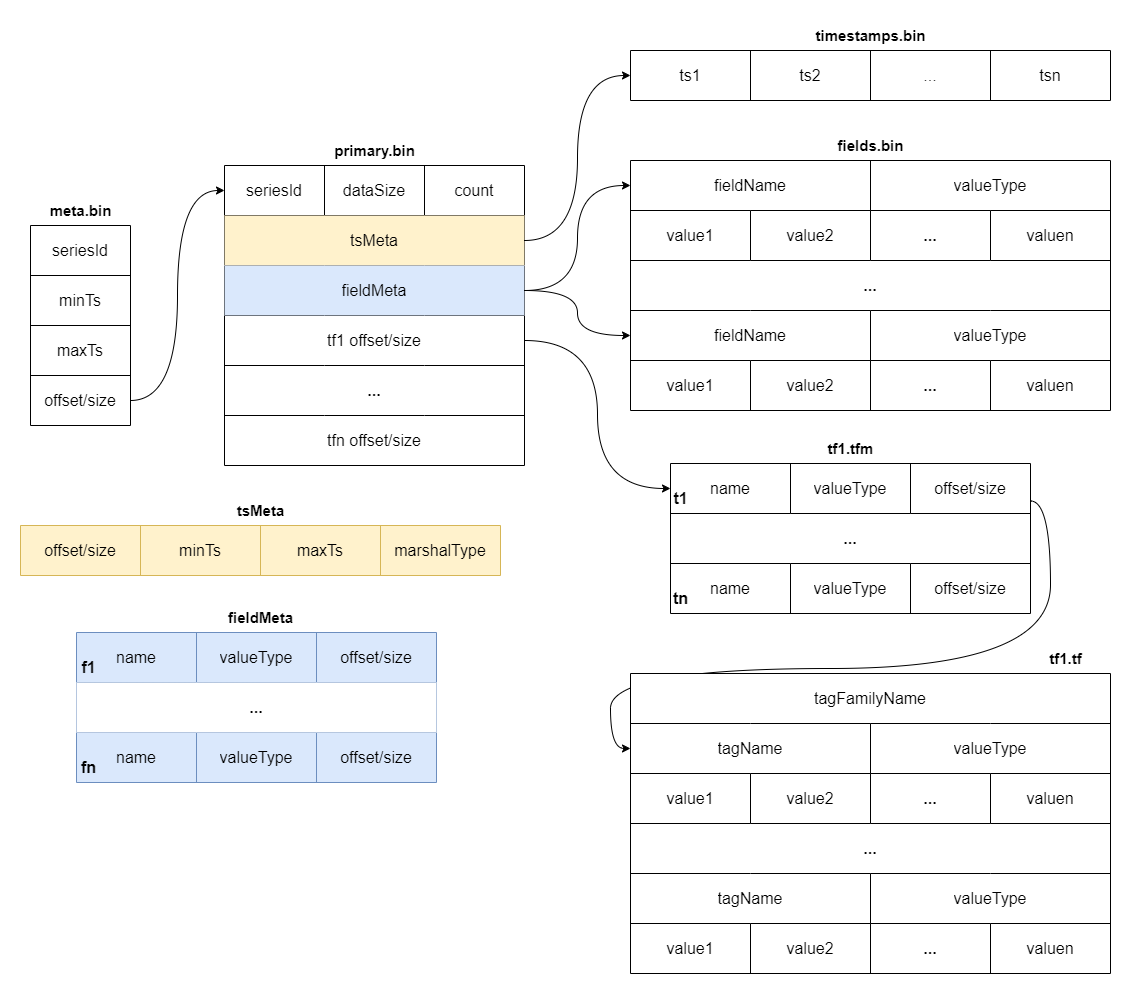 timestamps.bin
ts1 ts2 ... tsn
primary.bin
seriesId dataSize count
tsMeta
fieldMeta
tf1 offset/size
...
tfn offset/size
meta.bin
seriesId
minTs
maxTs
offset/size
fields.bin
fieldName valueType
value1 value2 ... valuen
...
fieldName valueType
value1 value2 ... valuen
tf1.tfm
t1 name valueType offset/size
...
tn name valueType offset/size
tsMeta
offset/size minTs maxTs marshalType
fieldMeta
f1 name valueType offset/size
...
fn name valueType offset/size
tf1.tf
tagFamilyName
tagName valueType
value1 value2 ... valuen
...
tagName valueType
value1 value2 ... valuen